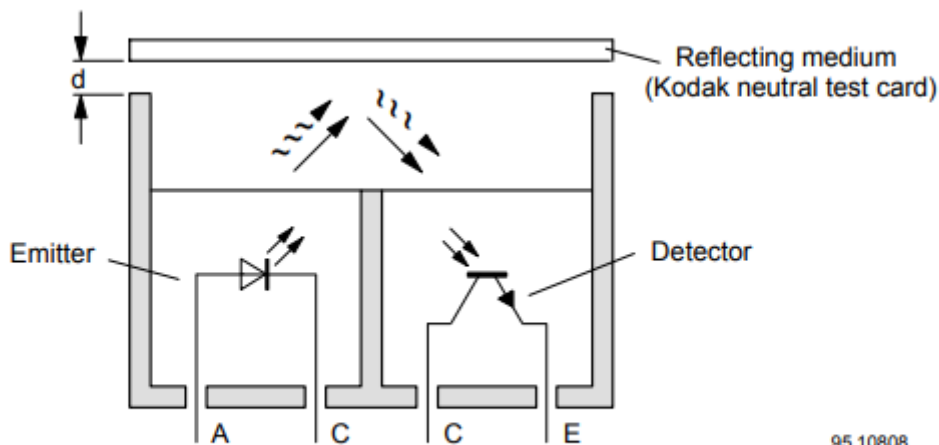 Reflecting medium
(Kodak neutral test card)
d
Emitter
Detector
A C C E
95 10808